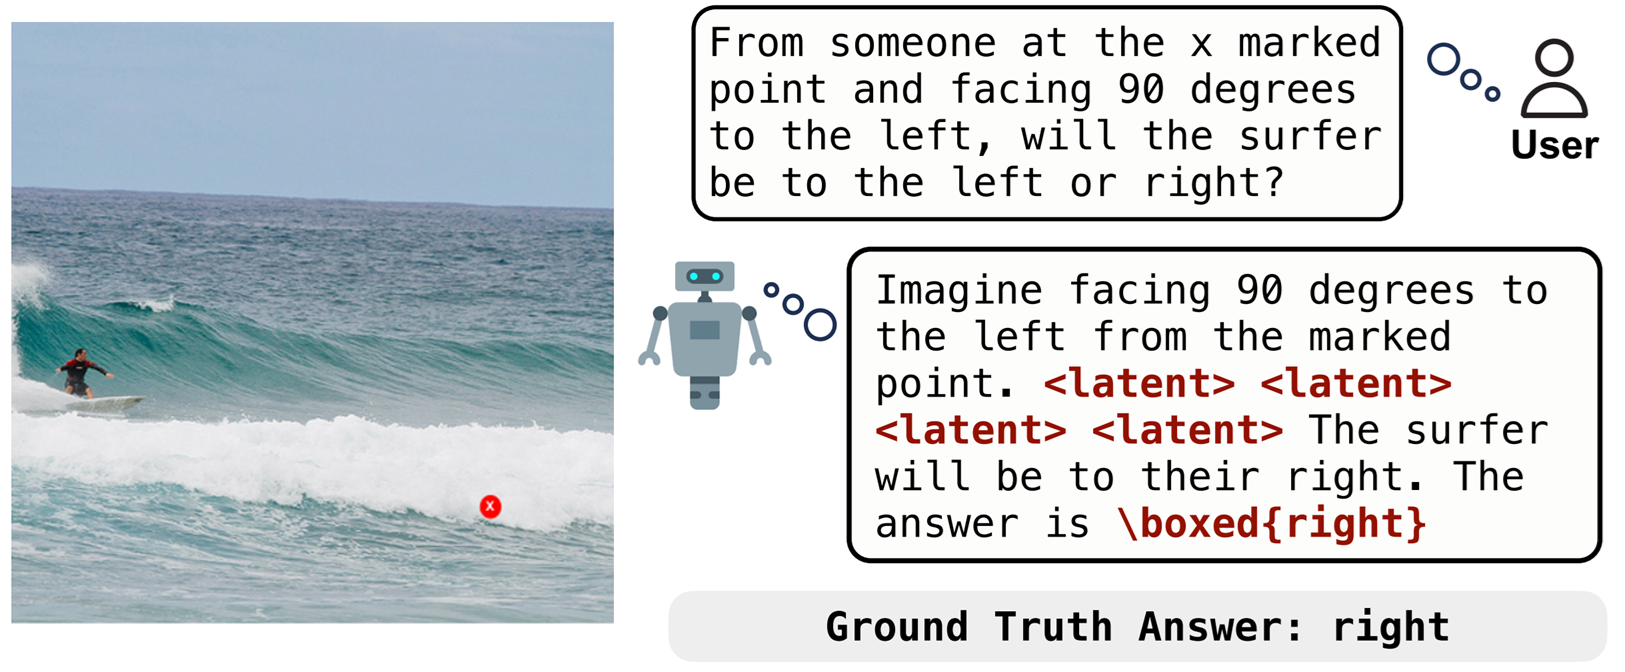 From someone at the x marked
point and facing 90 degrees
to the left, will the surfer
be to the left or right?
User
Imagine facing 90 degrees to
the left from the marked
point. <latent> <latent>
<latent> <latent> The surfer
will be to their right. The
answer is \boxed{right}
X
Ground Truth Answer: right